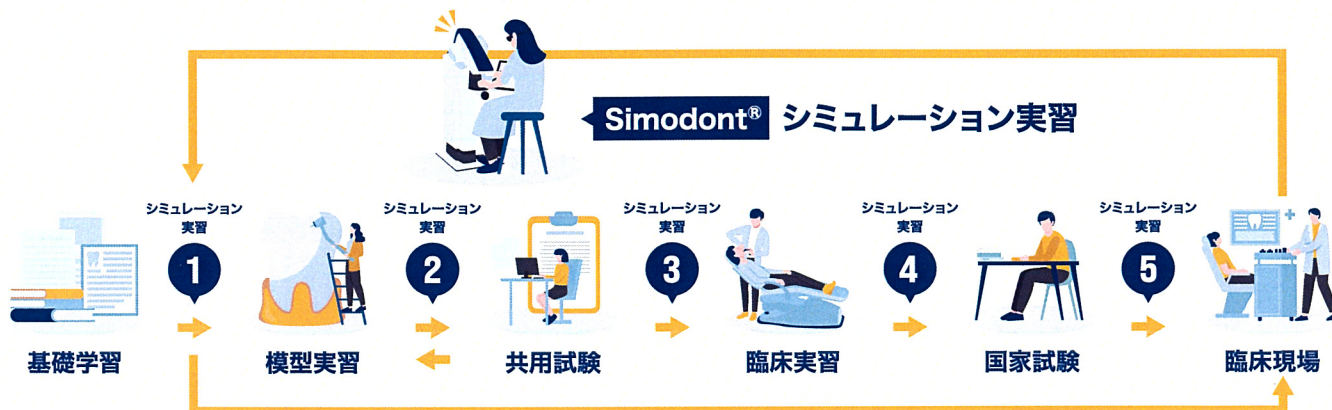 Simodont® シミュレーション実習
シミュレーション
実習
1
シミュレーション
実習
2
シミュレーション
実習
3
シミュレーション
実習
4
シミュレーション
実習
5
基礎学習
模型実習
共用試験
臨床実習
国家試験
臨床現場